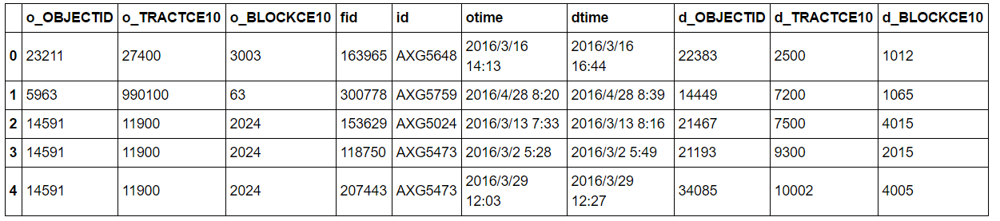 o_OBJECTID o_TRACTCE10 o_BLOCKCE10 fid id otime dtime d_OBJECTID d_TRACTCE10 d_BLOCKCE10
0 23211 27400 3003 163965 AXG5648 2016/3/16 14:13 2016/3/16 16:44 22383 2500 1012
1 5963 990100 63 300778 AXG5759 2016/4/28 8:20 2016/4/28 8:39 14449 7200 1065
2 14591 11900 2024 153629 AXG5024 2016/3/13 7:33 2016/3/13 8:16 21467 7500 4015
3 14591 11900 2024 118750 AXG5473 2016/3/2 5:28 2016/3/2 5:49 21193 9300 2015
4 14591 11900 2024 207443 AXG5473 2016/3/29 12:03 2016/3/29 12:27 34085 10002 4005